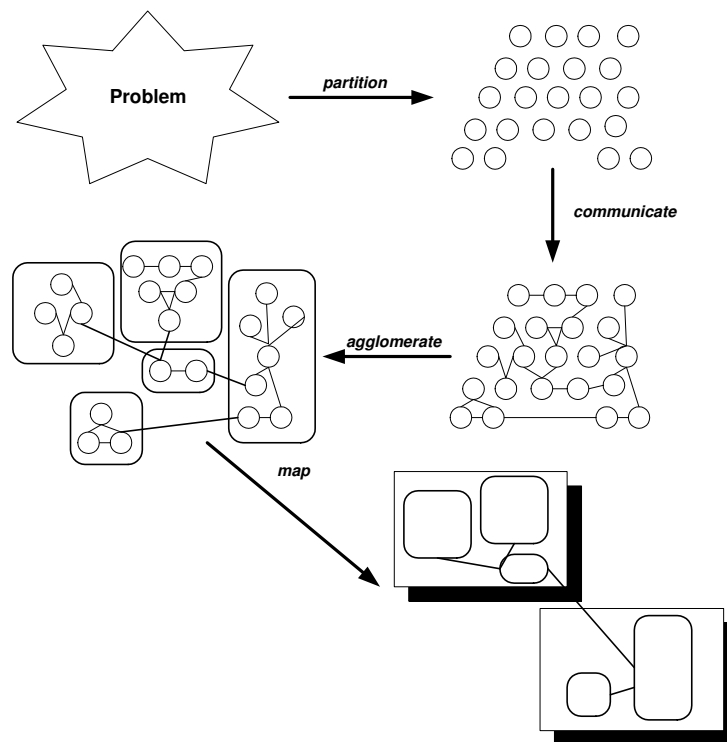 Problem
partition
communicate
agglomerate
map